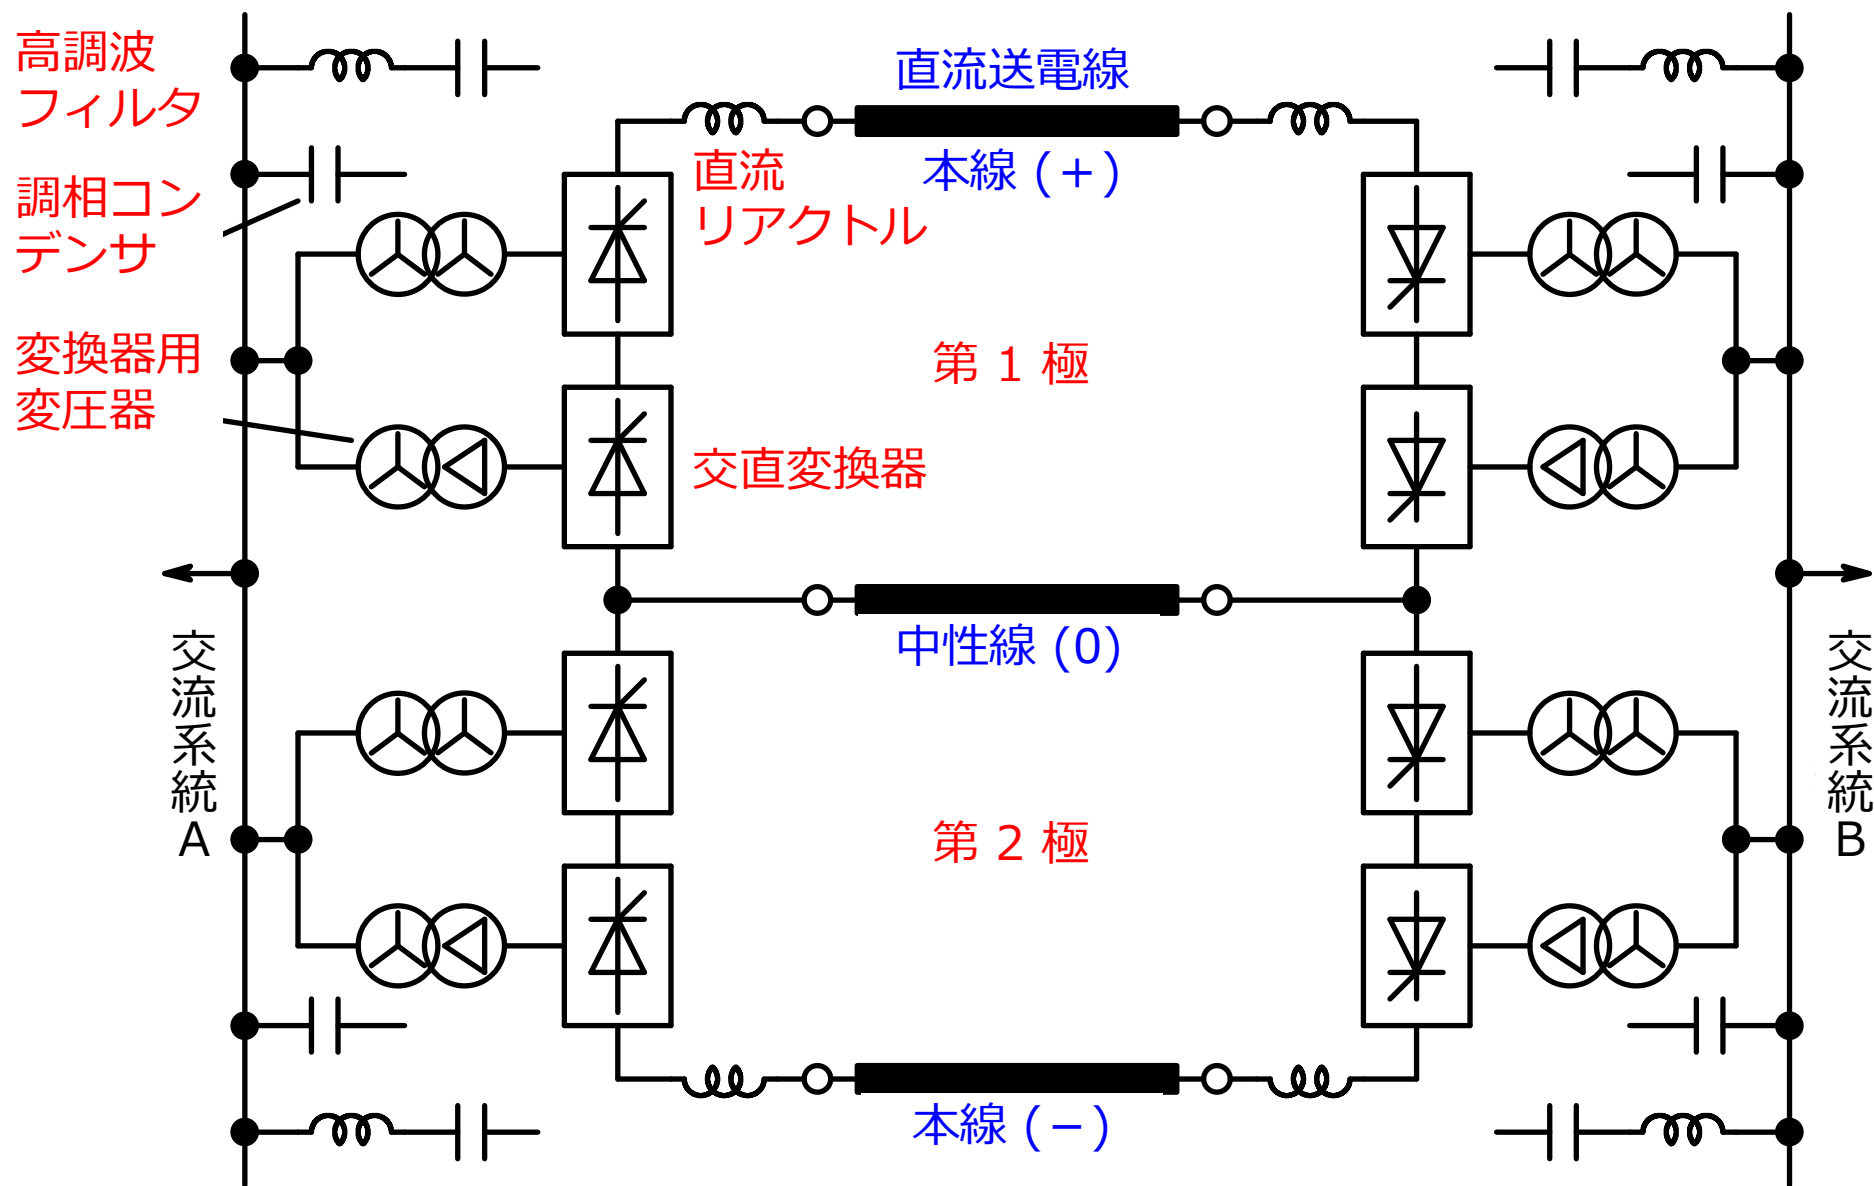 高調波
フィルタ
調相コン
デンサ
変換器用
変圧器
直流送電線
本線 (+)
直流
リアクトル
第 1 極
交直変換器
中性線 (0)
交流系統A
交流系統B
第 2 極
本線 (−)